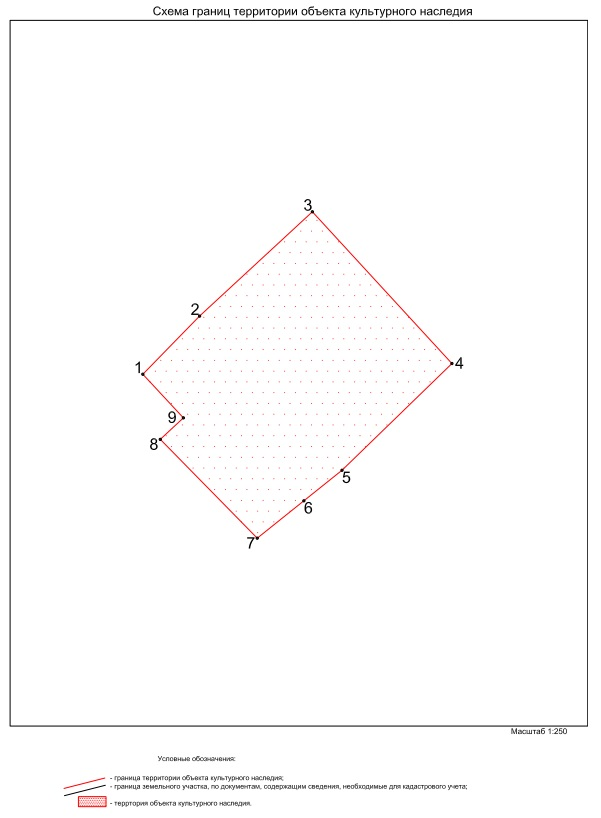 Схема границ территории объекта культурного наследия
3
2
4
1
9
8
5
6
7
Масштаб 1:250
Условные обозначения:
- граница территории объекта культурного наследия;
- граница земельного участка, по документам, содержащим сведения, необходимые для кадастрового учета;
- терртория объекта культурного наследия.